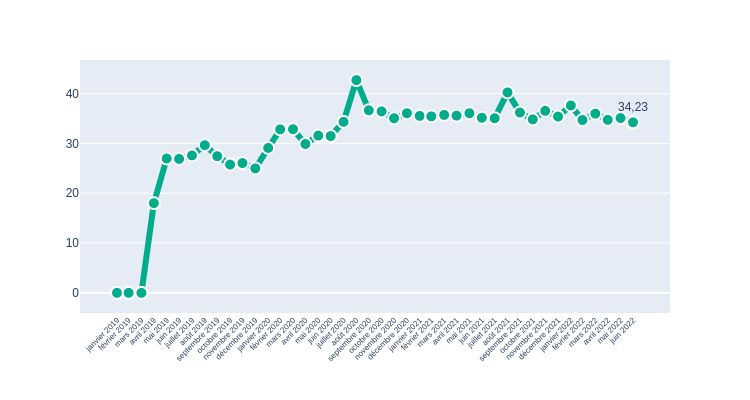 40
30
20
10
0
34,23
janvier 2019
février 2019
mars 2019
avril 2019
mai 2019
juin 2019
juillet 2019
août 2019
septembre 2019
octobre 2019
novembre 2019
décembre 2019
janvier 2020
février 2020
mars 2020
avril 2020
mai 2020
juin 2020
juillet 2020
août 2020
septembre 2020
octobre 2020
novembre 2020
décembre 2020
janvier 2021
février 2021
mars 2021
avril 2021
mai 2021
juin 2021
juillet 2021
août 2021
septembre 2021
octobre 2021
novembre 2021
décembre 2021
janvier 2022
février 2022
mars 2022
avril 2022
mai 2022
juin 2022